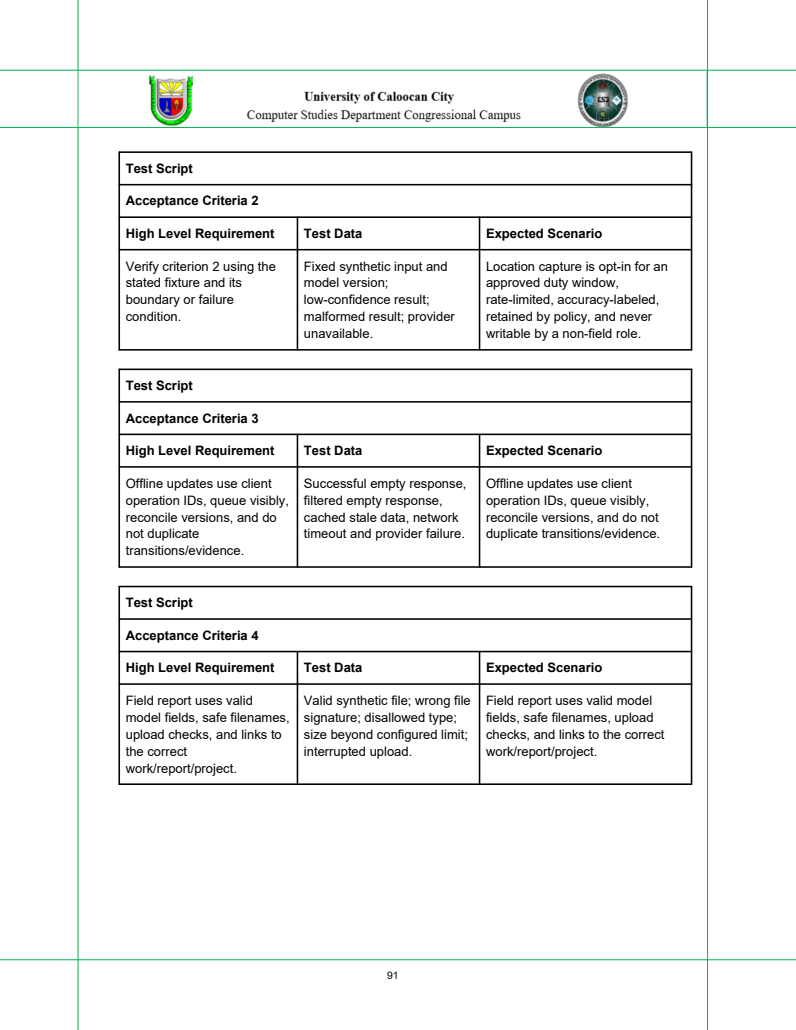 University of Caloocan City
Computer Studies Department Congressional Campus
Test Script
Acceptance Criteria 2
High Level Requirement
Test Data
Expected Scenario
Verify criterion 2 using the
stated fixture and its
boundary or failure
condition.
Fixed synthetic input and
model version;
low-confidence result;
malformed result; provider
unavailable.
Location capture is opt-in for an
approved duty window,
rate-limited, accuracy-labeled,
retained by policy, and never
writable by a non-field role.
Test Script
Acceptance Criteria 3
High Level Requirement
Test Data
Expected Scenario
Offline updates use client
operation IDs, queue visibly,
reconcile versions, and do
not duplicate
transitions/evidence.
Successful empty response,
filtered empty response,
cached stale data, network
timeout and provider failure.
Offline updates use client
operation IDs, queue visibly,
reconcile versions, and do not
duplicate transitions/evidence.
Test Script
Acceptance Criteria 4
High Level Requirement
Test Data
Expected Scenario
Field report uses valid
model fields, safe filenames,
upload checks, and links to
the correct
work/report/project.
Valid synthetic file; wrong file
signature; disallowed type;
size beyond configured limit;
interrupted upload.
Field report uses valid model
fields, safe filenames, upload
checks, and links to the correct
work/report/project.
91